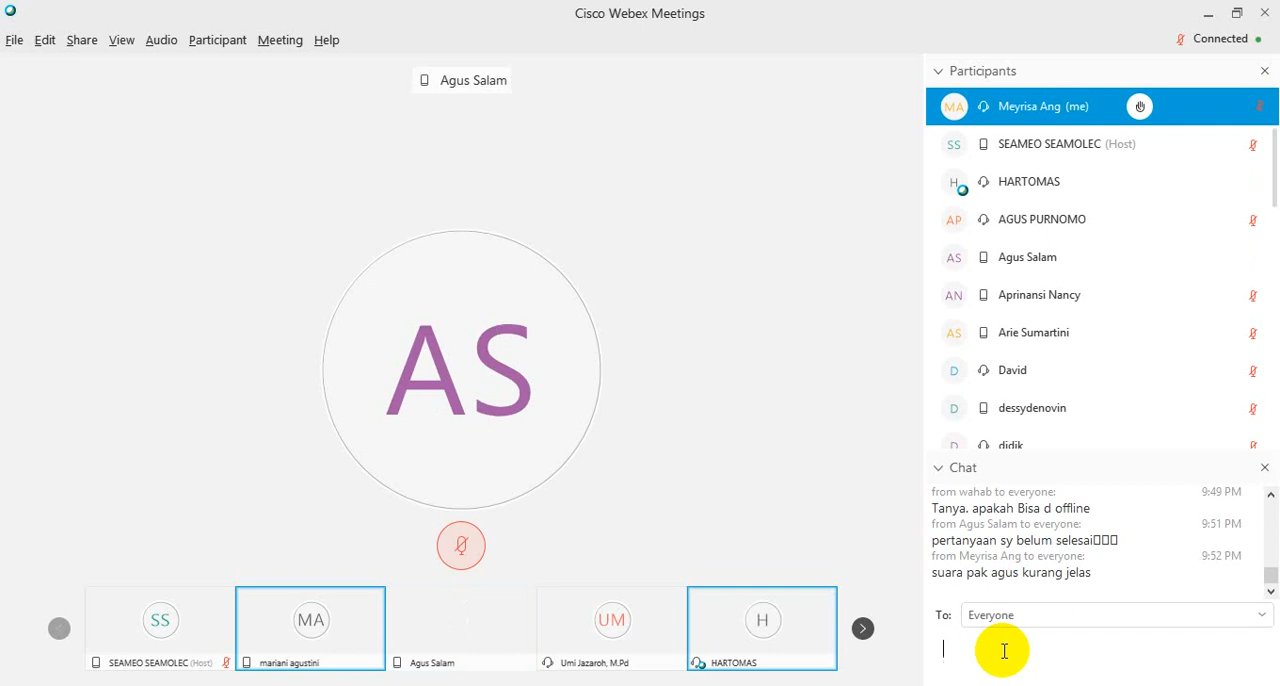 Cisco Webex Meetings
File Edit Share View Audio Participant Meeting Help
Connected
Agus Salam
AS
SS SEAMEO SEAMOLEC (Host)
MA mariani agustini
Agus Salam
UM Umi Jazaroh, M.Pd
H HARTOMAS
Participants
MA Meyrisa Ang (me)
SS SEAMEO SEAMOLEC (Host)
H HARTOMAS
AP AGUS PURNOMO
AS Agus Salam
AN Aprinansi Nancy
AS Arie Sumartini
D David
D dessydenovin
D didik
Chat
from wahab to everyone: 9:49 PM
Tanya. apakah Bisa d offline
from Agus Salam to everyone: 9:51 PM
pertanyaan sy belum selesai▯▯▯
from Meyrisa Ang to everyone: 9:52 PM
suara pak agus kurang jelas
To: Everyone